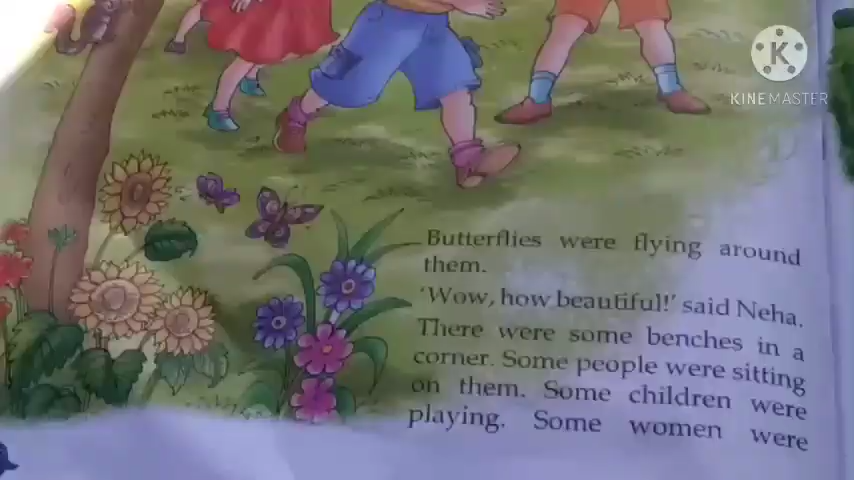 K
KINEMASTER
Butterflies were flying around
them.
'Wow, how beautiful!' said Neha.
There were some benches in a
corner. Some people were sitting
on them. Some children were
playing. Some women were